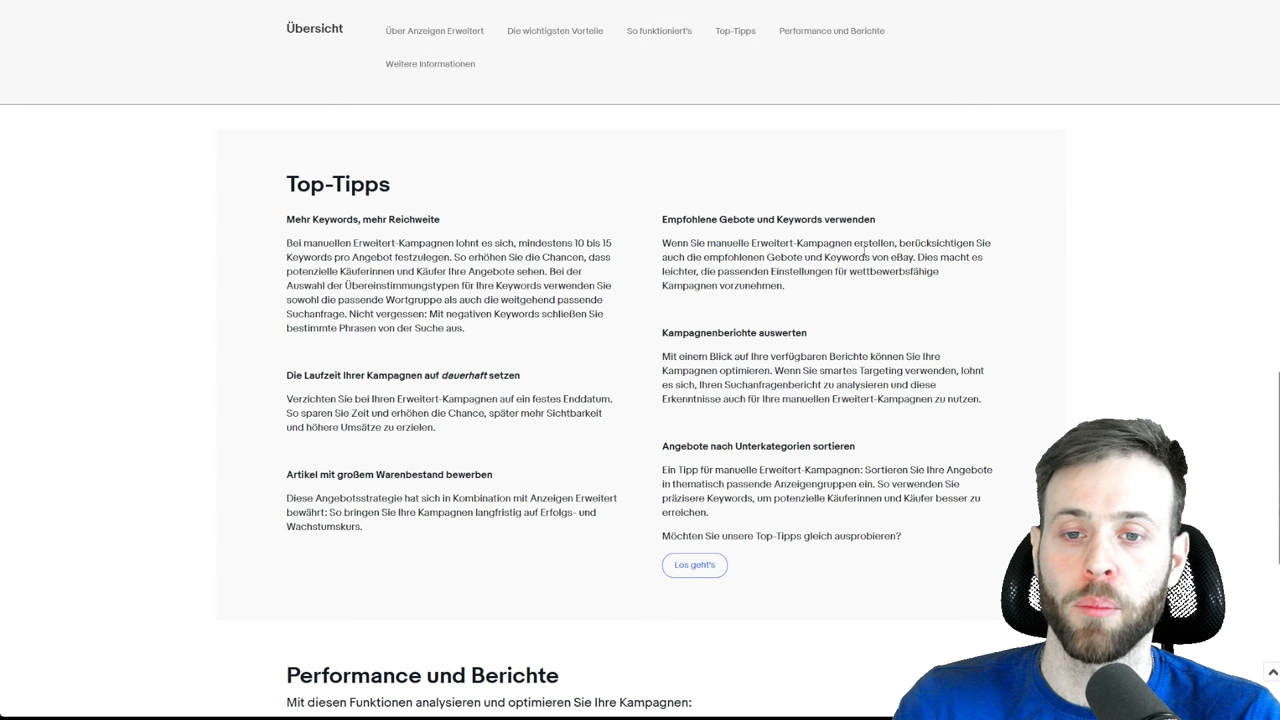 Übersicht
Über Anzeigen Erweitert
Die wichtigsten Vorteile
So funktioniert's
Top-Tipps
Performance und Berichte
Weitere Informationen
Top-Tipps
Mehr Keywords, mehr Reichweite
Bei manuellen Erweitert-Kampagnen lohnt es sich, mindestens 10 bis 15
Keywords pro Angebot festzulegen. So erhöhen Sie die Chancen, dass
potenzielle Käuferinnen und Käufer Ihre Angebote sehen. Bei der
Auswahl der Übereinstimmungstypen für Ihre Keywords verwenden Sie
sowohl die passende Wortgruppe als auch die weitgehend passende
Suchanfrage. Nicht vergessen: Mit negativen Keywords schließen Sie
bestimmte Phrasen von der Suche aus.
Die Laufzeit Ihrer Kampagnen auf dauerhaft setzen
Verzichten Sie bei Ihren Erweitert-Kampagnen auf ein festes Enddatum.
So sparen Sie Zeit und erhöhen die Chance, später mehr Sichtbarkeit
und höhere Umsätze zu erzielen.
Artikel mit großem Warenbestand bewerben
Diese Angebotsstrategie hat sich in Kombination mit Anzeigen Erweitert
bewährt: So bringen Sie Ihre Kampagnen langfristig auf Erfolgs- und
Wachstumskurs.
Empfohlene Gebote und Keywords verwenden
Wenn Sie manuelle Erweitert-Kampagnen erstellen, berücksichtigen Sie
auch die empfohlenen Gebote und Keywords von eBay. Dies macht es
leichter, die passenden Einstellungen für wettbewerbsfähige
Kampagnen vorzunehmen.
Kampagnenberichte auswerten
Mit einem Blick auf Ihre verfügbaren Berichte können Sie Ihre
Kampagnen optimieren. Wenn Sie smartes Targeting verwenden, lohnt
es sich, Ihren Suchanfragenbericht zu analysieren und diese
Erkenntnisse auch für Ihre manuellen Erweitert-Kampagnen zu nutzen.
Angebote nach Unterkategorien sortieren
Ein Tipp für manuelle Erweitert-Kampagnen: Sortieren Sie Ihre Angebote
in thematisch passende Anzeigengruppen ein. So verwenden Sie
präzisere Keywords, um potenzielle Käuferinnen und Käufer besser zu
erreichen.
Möchten Sie unsere Top-Tipps gleich ausprobieren?
Los geht's
Performance und Berichte
Mit diesen Funktionen analysieren und optimieren Sie Ihre Kampagnen: